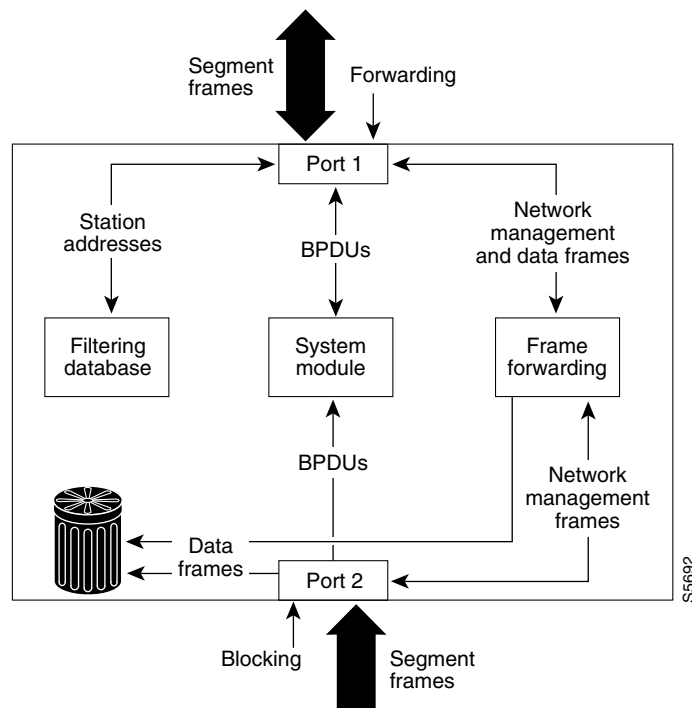 Segment
frames
Forwarding
Port 1
Station
addresses
BPDUs
Network
management
and data frames
Filtering
database
System
module
Frame
forwarding
BPDUs
Network
management
frames
Data
frames
Port 2
Blocking
Segment
frames
S5692